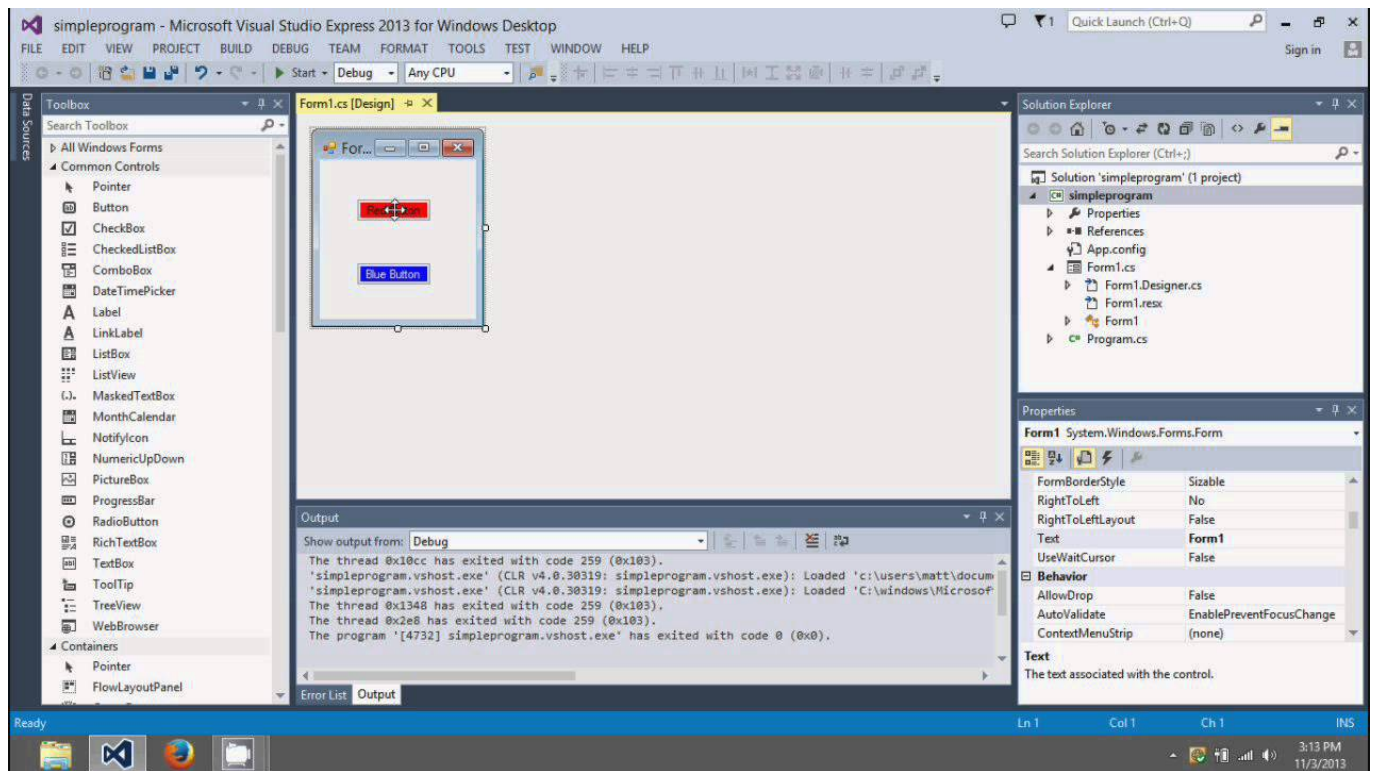 simpleprogram - Microsoft Visual Studio Express 2013 for Windows Desktop
1
Quick Launch (Ctrl+Q)
FILE EDIT VIEW PROJECT BUILD DEBUG TEAM FORMAT TOOLS TEST WINDOW HELP
Sign in
Start Debug Any CPU
Data Sources
Toolbox
Search Toolbox
All Windows Forms
Common Controls
Pointer
Button
CheckBox
CheckedListBox
ComboBox
DateTimePicker
Label
LinkLabel
ListBox
ListView
MaskedTextBox
MonthCalendar
NotifyIcon
NumericUpDown
PictureBox
ProgressBar
RadioButton
RichTextBox
TextBox
ToolTip
TreeView
WebBrowser
Containers
Pointer
FlowLayoutPanel
Form1.cs [Design]
For...
Blue Button
Output
Show output from: Debug
The thread 0x10cc has exited with code 259 (0x103).
'simpleprogram.vshost.exe' (CLR v4.0.30319: simpleprogram.vshost.exe): Loaded 'c:\users\matt\docum
'simpleprogram.vshost.exe' (CLR v4.0.30319: simpleprogram.vshost.exe): Loaded 'C:\windows\Microsof
The thread 0x1348 has exited with code 259 (0x103).
The thread 0x2e8 has exited with code 259 (0x103).
The program '[4732] simpleprogram.vshost.exe' has exited with code 0 (0x0).
Error List Output
Solution Explorer
Search Solution Explorer (Ctrl+;)
Solution 'simpleprogram' (1 project)
simpleprogram
Properties
References
App.config
Form1.cs
Form1.Designer.cs
Form1.resx
Form1
Program.cs
Properties
Form1 System.Windows.Forms.Form
FormBorderStyle Sizable
RightToLeft No
RightToLeftLayout False
Text Form1
UseWaitCursor False
Behavior
AllowDrop False
AutoValidate EnablePreventFocusChange
ContextMenuStrip (none)
Text
The text associated with the control.
Ready
Ln 1 Col 1 Ch 1 INS
3:13 PM
11/3/2013